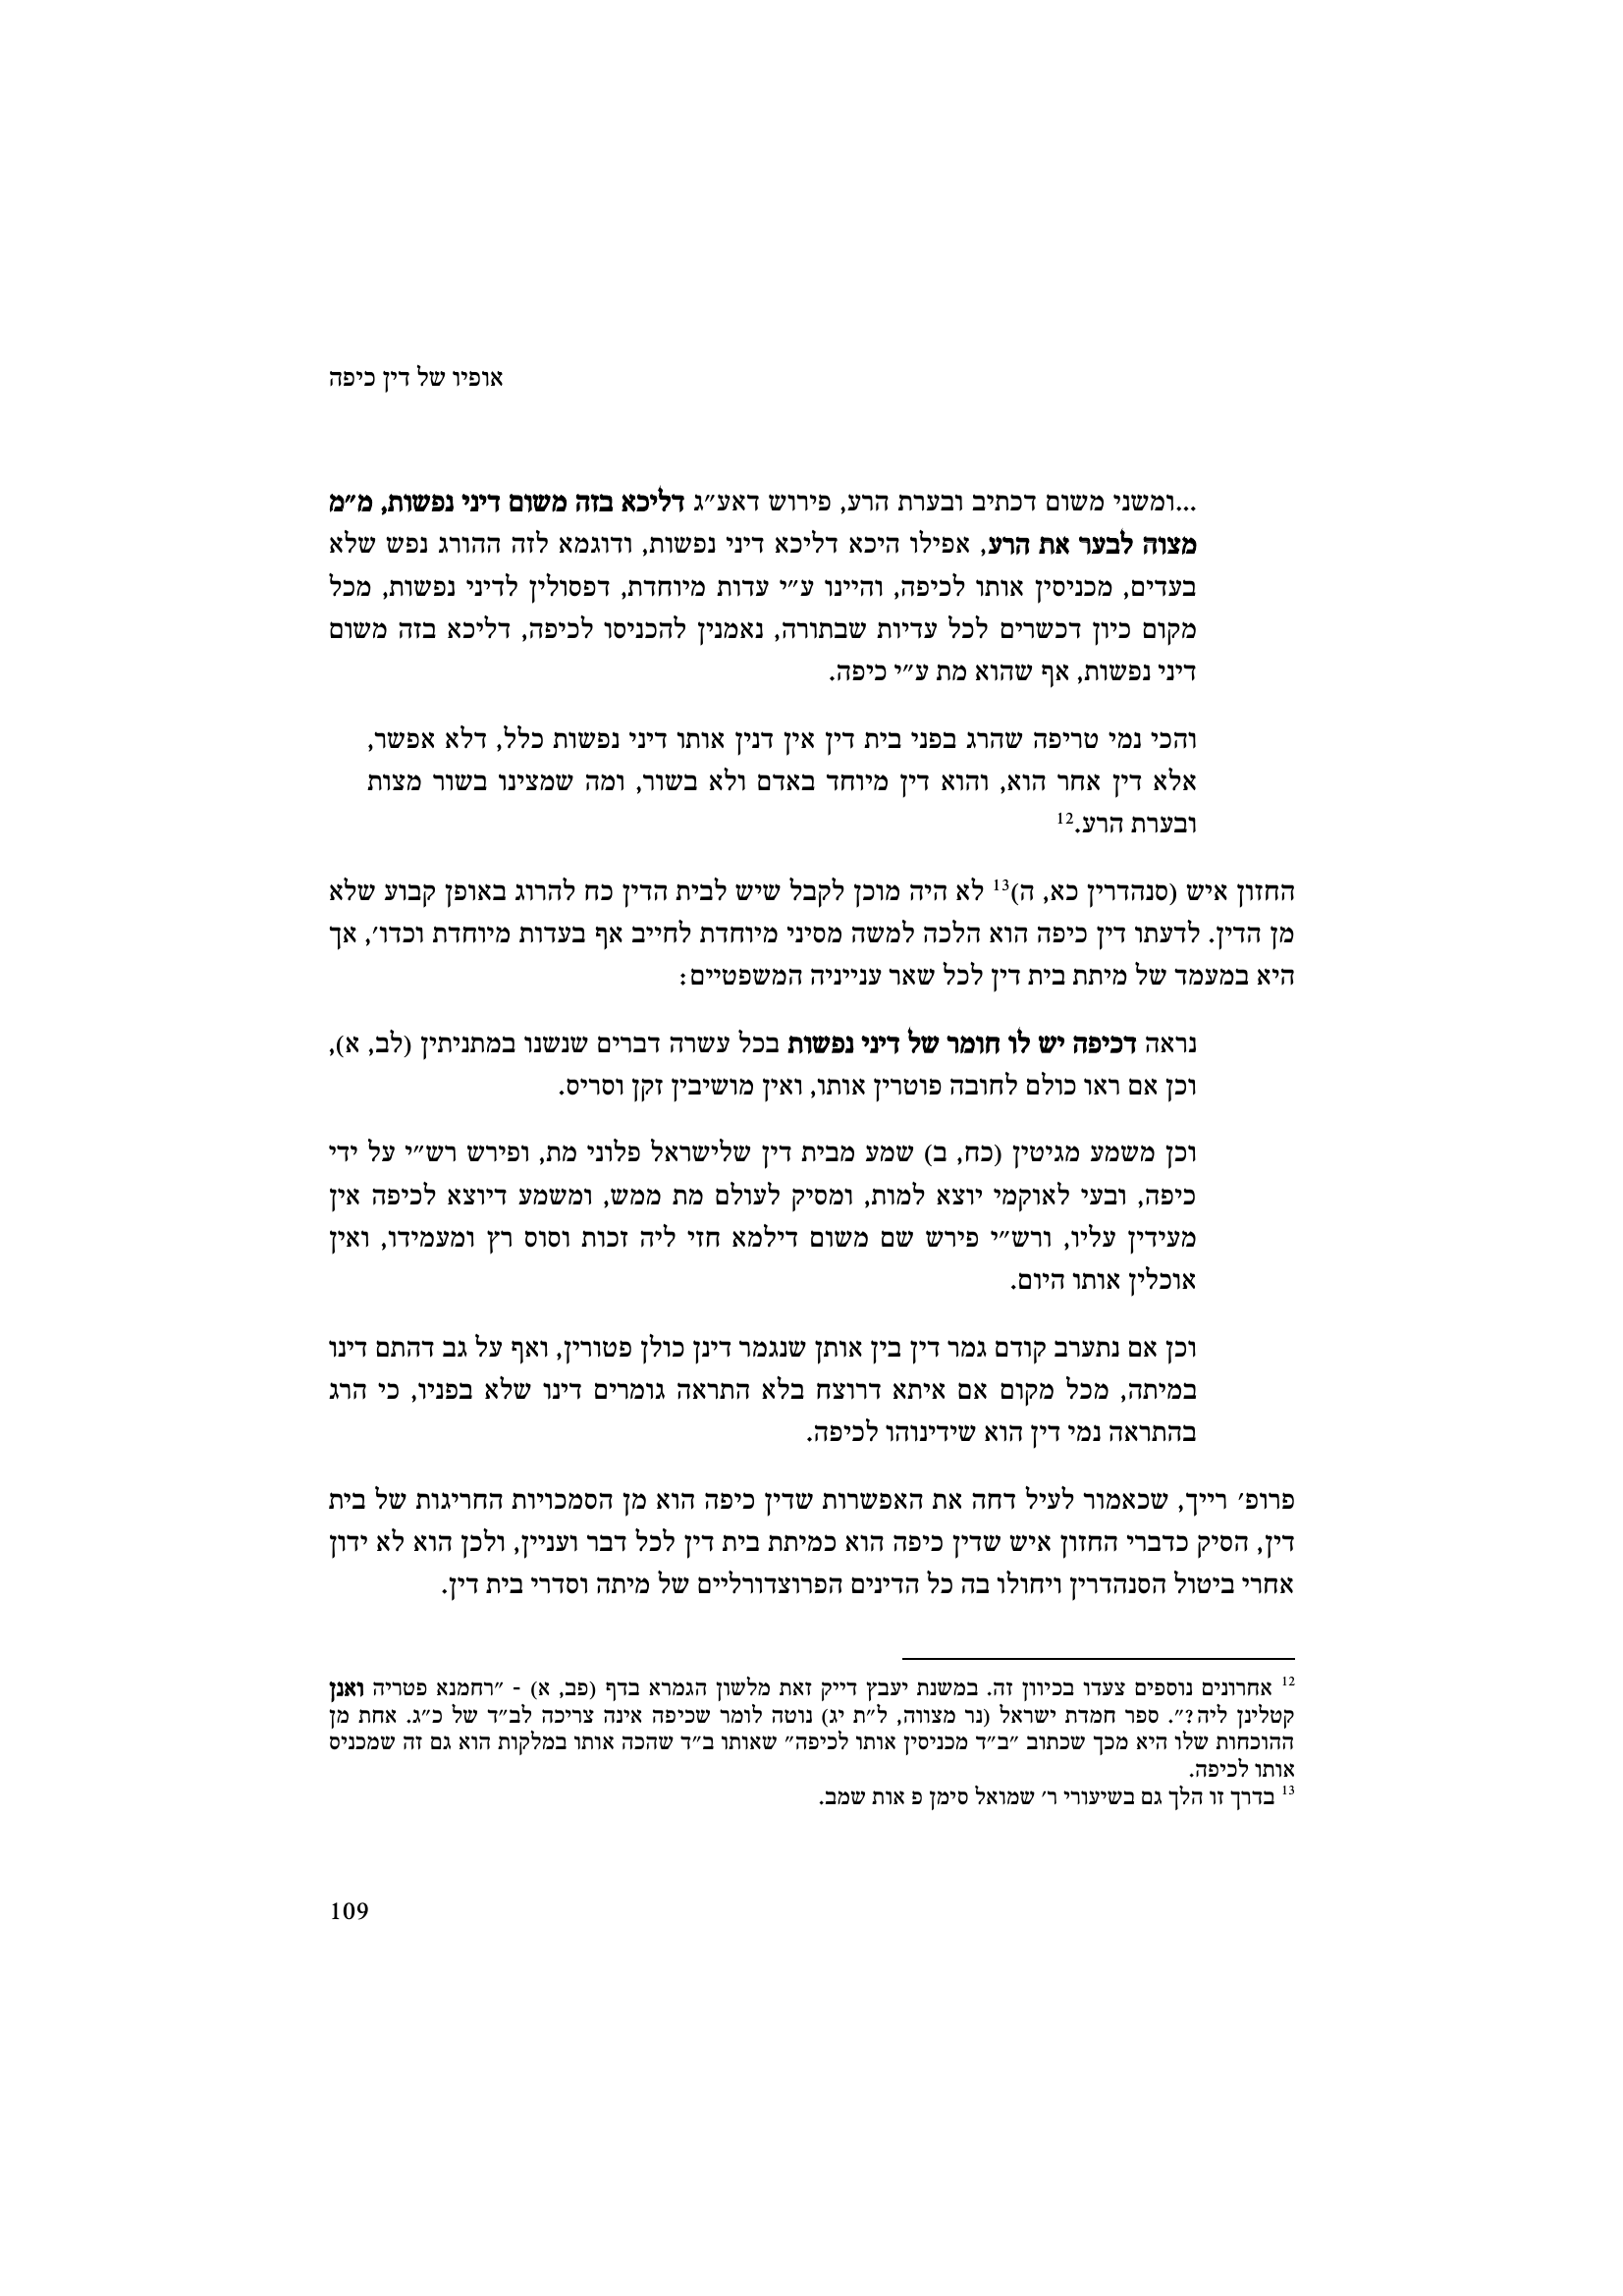 אופיו של דין כיפה
...ומשני משום דכתיב ובערת הרע, פירוש דאע״ג דליכא בזה משום דיני נפשות, מ״מ
מצוה לבער את הרע, אפילו היכא דליכא דיני נפשות, ודוגמא לזה ההורג נפש שלא
בעדים, מכניסין אותו לכיפה, והיינו ע״י עדות מיוחדת, דפסולין לדיני נפשות, מכל
מקום כיון דכשרים לכל עדיות שבתורה, נאמנין להכניסו לכיפה, דליכא בזה משום
דיני נפשות, אף שהוא מת ע״י כיפה.
והכי נמי טריפה שהרג בפני בית דין אין דנין אותו דיני נפשות כלל, דלא אפשר,
אלא דין אחר הוא, והוא דין מיוחד באדם ולא בשור, ומה שמצינו בשור מצות
ובערת הרע.12
החזון איש (סנהדרין כא, ה)13 לא היה מוכן לקבל שיש לבית הדין כח להרוג באופן קבוע שלא
מן הדין. לדעתו דין כיפה הוא הלכה למשה מסיני מיוחדת לחייב אף בעדות מיוחדת וכדו׳, אך
היא במעמד של מיתת בית דין לכל שאר ענייניה המשפטיים:
נראה דכיפה יש לו חומר של דיני נפשות בכל עשרה דברים שנשנו במתניתין (לב, א),
וכן אם ראו כולם לחובה פוטרין אותו, ואין מושיבין זקן וסריס.
וכן משמע מגיטין (כח, ב) שמע מבית דין שלישראל פלוני מת, ופירש רש״י על ידי
כיפה, ובעי לאוקמי יוצא למות, ומסיק לעולם מת ממש, ומשמע דיוצא לכיפה אין
מעידין עליו, ורש״י פירש שם משום דילמא חזי ליה זכות וסוס רץ ומעמידו, ואין
אוכלין אותו היום.
וכן אם נתערב קודם גמר דין בין אותן שנגמר דינן כולן פטורין, ואף על גב דהתם דינו
במיתה, מכל מקום אם איתא דרוצח בלא התראה גומרים דינו שלא בפניו, כי הרג
בהתראה נמי דין הוא שידינוהו לכיפה.
פרופ׳ רייך, שכאמור לעיל דחה את האפשרות שדין כיפה הוא מן הסמכויות החריגות של בית
דין, הסיק כדברי החזון איש שדין כיפה הוא כמיתת בית דין לכל דבר ועניין, ולכן הוא לא ידון
אחרי ביטול הסנהדרין ויחולו בה כל הדינים הפרוצדורליים של מיתה וסדרי בית דין.
12 אחרונים נוספים צעדו בכיוון זה. במשנת יעבץ דייק זאת מלשון הגמרא בדף (פב, א) - ״רחמנא פטריה ואנן
קטלינן ליה?״. ספר חמדת ישראל (נר מצווה, ל״ת יג) נוטה לומר שכיפה אינה צריכה לב״ד של כ״ג. אחת מן
ההוכחות שלו היא מכך שכתוב ״ב״ד מכניסין אותו לכיפה״ שאותו ב״ד שהכה אותו במלקות הוא גם זה שמכניס
אותו לכיפה.
13 בדרך זו הלך גם בשיעורי ר׳ שמואל סימן פ אות שמב.
109